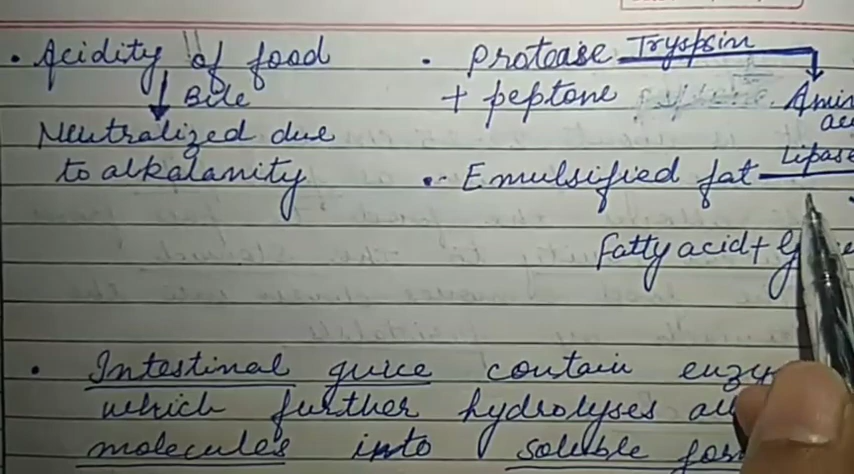 • Acidity of food
Bile
Neutralized due
to alkalanity
• Protease Trypsin
+ peptone
• Emulsified fat Lipase
Fatty acid +
• Intestinal guice contain
which further hydrolyses
molecules into soluble